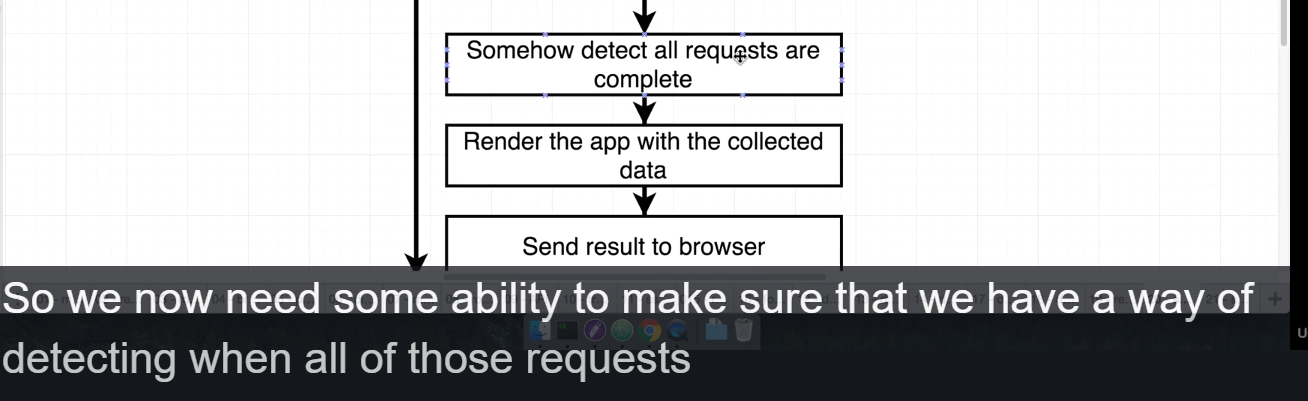 Somehow detect all requests are
complete
Render the app with the collected
data
Send result to browser
So we now need some ability to make sure that we have a way of
detecting when all of those requests